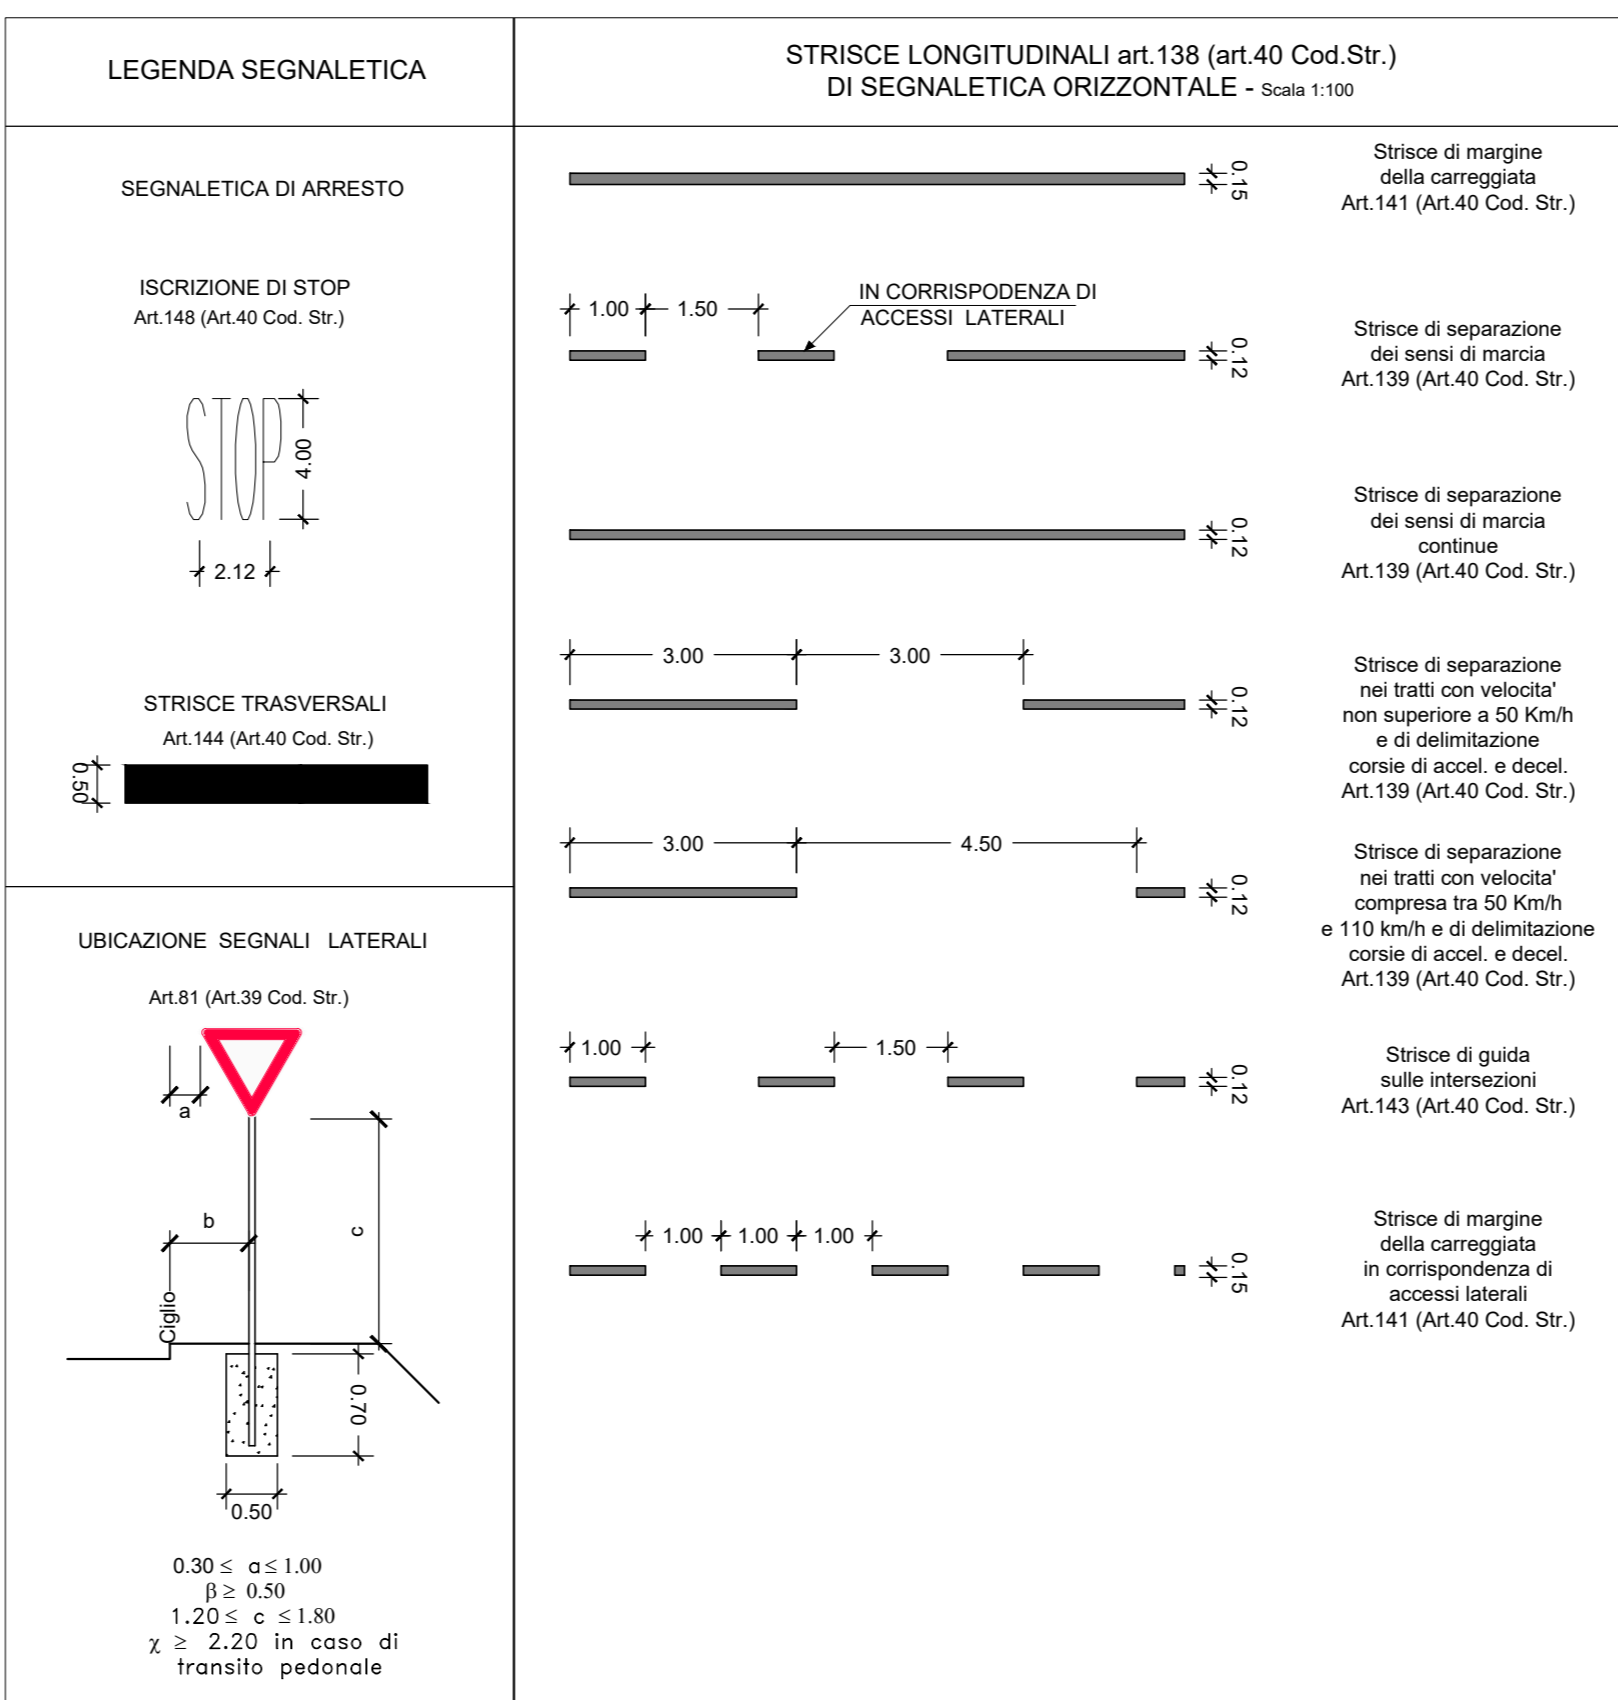 LEGENDA SEGNALETICA
STRISCE LONGITUDINALI art.138 (art.40 Cod.Str.)
DI SEGNALETICA ORIZZONTALE - Scala 1:100
SEGNALETICA DI ARRESTO
ISCRIZIONE DI STOP
Art.148 (Art.40 Cod. Str.)
STOP
4.00
2.12
STRISCE TRASVERSALI
Art.144 (Art.40 Cod. Str.)
0.50
UBICAZIONE SEGNALI LATERALI
Art.81 (Art.39 Cod. Str.)
a
b
c
Ciglio
0.70
0.50
0.30 ≤ a ≤ 1.00
β ≥ 0.50
1.20 ≤ c ≤ 1.80
χ ≥ 2.20 in caso di
transito pedonale
0.15
Strisce di margine
della carreggiata
Art.141 (Art.40 Cod. Str.)
1.00 1.50
IN CORRISPODENZA DI
ACCESSI LATERALI
0.12
Strisce di separazione
dei sensi di marcia
Art.139 (Art.40 Cod. Str.)
0.12
Strisce di separazione
dei sensi di marcia
continue
Art.139 (Art.40 Cod. Str.)
3.00 3.00
0.12
Strisce di separazione
nei tratti con velocita'
non superiore a 50 Km/h
e di delimitazione
corsie di accel. e decel.
Art.139 (Art.40 Cod. Str.)
3.00 4.50
0.12
Strisce di separazione
nei tratti con velocita'
compresa tra 50 Km/h
e 110 km/h e di delimitazione
corsie di accel. e decel.
Art.139 (Art.40 Cod. Str.)
1.00 1.50
0.12
Strisce di guida
sulle intersezioni
Art.143 (Art.40 Cod. Str.)
1.00 1.00 1.00
0.15
Strisce di margine
della carreggiata
in corrispondenza di
accessi laterali
Art.141 (Art.40 Cod. Str.)